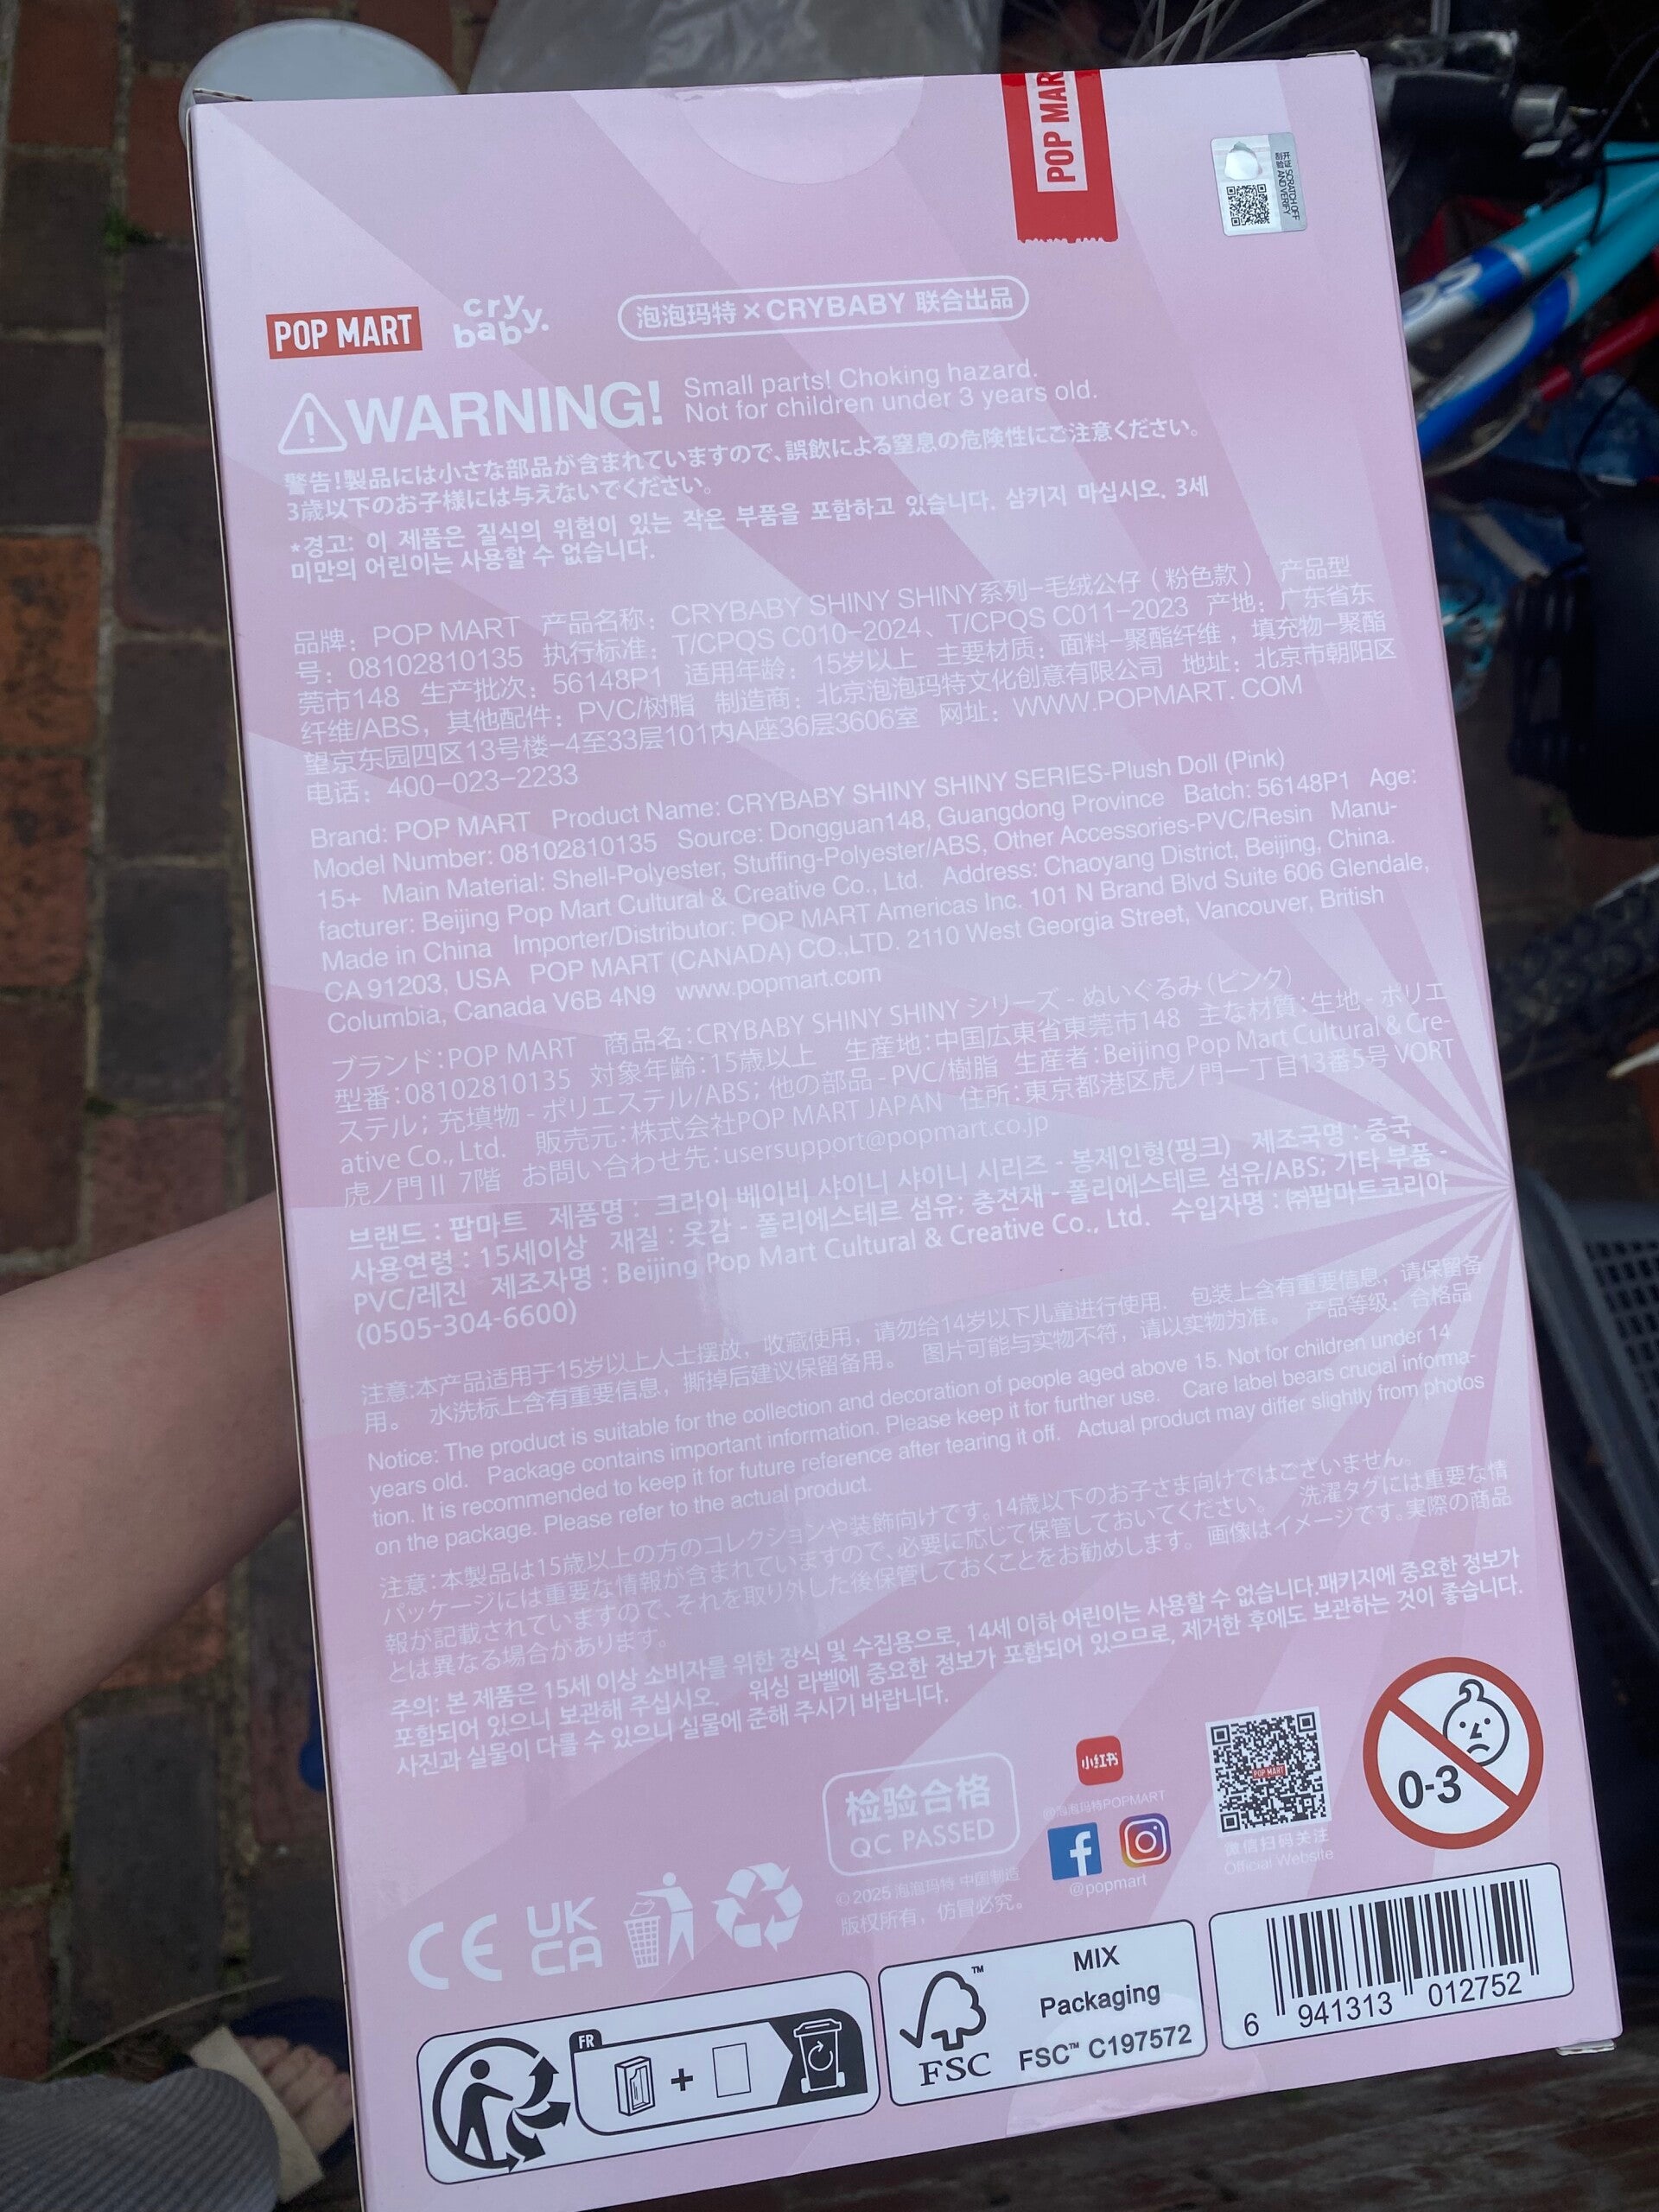 POP MAR
开证 SCRATCH OFF
制验 AND VERIFY
POP MART
cry
baby.
泡泡玛特×CRYBABY 联合出品
WARNING!
Small parts! Choking hazard.
Not for children under 3 years old.
警告!製品には小さな部品が含まれていますので、誤飲による窒息の危険性にご注意ください。
3歳以下のお子様には与えないでください。
*경고: 이 제품은 질식의 위험이 있는 작은 부품을 포함하고 있습니다. 삼키지 마십시오. 3세
미만의 어린이는 사용할 수 없습니다.
品牌：POP MART 产品名称：CRYBABY SHINY SHINY系列-毛绒公仔（粉色款） 产品型
号：08102810135 执行标准：T/CPQS C010-2024、T/CPQS C011-2023 产地：广东省东
莞市148 生产批次：56148P1 适用年龄：15岁以上 主要材质：面料-聚酯纤维，填充物-聚酯
纤维/ABS，其他配件：PVC/树脂 制造商：北京泡泡玛特文化创意有限公司 地址：北京市朝阳区
望京东园四区13号楼-4至33层101内A座36层3606室 网址：WWW.POPMART.COM
电话：400-023-2233
Brand: POP MART Product Name: CRYBABY SHINY SHINY SERIES-Plush Doll (Pink)
Model Number: 08102810135 Source: Dongguan148, Guangdong Province Batch: 56148P1 Age:
15+ Main Material: Shell-Polyester, Stuffing-Polyester/ABS, Other Accessories-PVC/Resin Manu-
facturer: Beijing Pop Mart Cultural & Creative Co., Ltd. Address: Chaoyang District, Beijing, China.
Made in China Importer/Distributor: POP MART Americas Inc. 101 N Brand Blvd Suite 606 Glendale,
CA 91203, USA POP MART (CANADA) CO.,LTD. 2110 West Georgia Street, Vancouver, British
Columbia, Canada V6B 4N9 www.popmart.com
ブランド：POP MART 商品名：CRYBABY SHINY SHINY シリーズ - ぬいぐるみ（ピンク）
型番：08102810135 対象年齢：15歳以上 生産地：中国広東省東莞市148 主な材質：生地 - ポリエ
ステル；充填物 - ポリエステル/ABS；他の部品 - PVC/樹脂 生産者：Beijing Pop Mart Cultural & Cre-
ative Co., Ltd. 販売元：株式会社POP MART JAPAN 住所：東京都港区虎ノ門一丁目13番5号 VORT
虎ノ門Ⅱ 7階 お問い合わせ先：usersupport@popmart.co.jp
브랜드 : 팝마트 제품명 : 크라이 베이비 샤이니 샤이니 시리즈 - 봉제인형(핑크) 제조국명 : 중국
사용연령 : 15세이상 재질 : 옷감 - 폴리에스테르 섬유; 충전재 - 폴리에스테르 섬유/ABS; 기타 부품 -
PVC/레진 제조자명 : Beijing Pop Mart Cultural & Creative Co., Ltd. 수입자명 : ㈜팝마트코리아
(0505-304-6600)
注意:本产品适用于15岁以上人士摆放，收藏使用，请勿给14岁以下儿童进行使用. 包装上含有重要信息，请保留备
用。 水洗标上含有重要信息，撕掉后建议保留备用。 图片可能与实物不符，请以实物为准。 产品等级：合格品
Notice: The product is suitable for the collection and decoration of people aged above 15. Not for children under 14
years old. Package contains important information. Please keep it for further use. Care label bears crucial informa-
tion. It is recommended to keep it for future reference after tearing it off. Actual product may differ slightly from photos
on the package. Please refer to the actual product.
注意：本製品は15歳以上の方のコレクションや装飾向けです。14歳以下のお子さま向けではございません。
パッケージには重要な情報が含まれていますので、必要に応じて保管しておいてください。 洗濯タグには重要な情
報が記載されていますので、それを取り外した後保管しておくことをお勧めします。 画像はイメージです。実際の商品
とは異なる場合があります。
주의: 본 제품은 15세 이상 소비자를 위한 장식 및 수집용으로, 14세 이하 어린이는 사용할 수 없습니다.패키지에 중요한 정보가
포함되어 있으니 보관해 주십시오. 워싱 라벨에 중요한 정보가 포함되어 있으므로, 제거한 후에도 보관하는 것이 좋습니다.
사진과 실물이 다를 수 있으니 실물에 준해 주시기 바랍니다.
检验合格
QC PASSED
小红书
@泡泡玛特POPMART
@popmart
POP MART
微信扫码关注
Official Website
0-3
©2025 泡泡玛特 中国制造
版权所有，仿冒必究。
CE
UK
CA
FR
+
FSC™
MIX
Packaging
FSC™ C197572
6 941313 012752